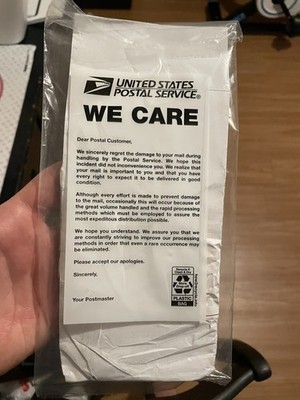 UNITED STATES
POSTAL SERVICE®
WE CARE
Dear Postal Customer,
We sincerely regret the damage to your mail during
handling by the Postal Service. We hope this
incident did not inconvenience you. We realize that
your mail is important to you and that you have
every right to expect it to be delivered in good
condition.
Although every effort is made to prevent damage
to the mail, occasionally this will occur because of
the great volume handled and the rapid processing
methods which must be employed to assure the
most expeditious distribution possible.
We hope you understand. We assure you that we
are constantly striving to improve our processing
methods in order that even a rare occurrence may
be eliminated.
Please accept our apologies.
Sincerely,
Your Postmaster
PLASTIC
BAG